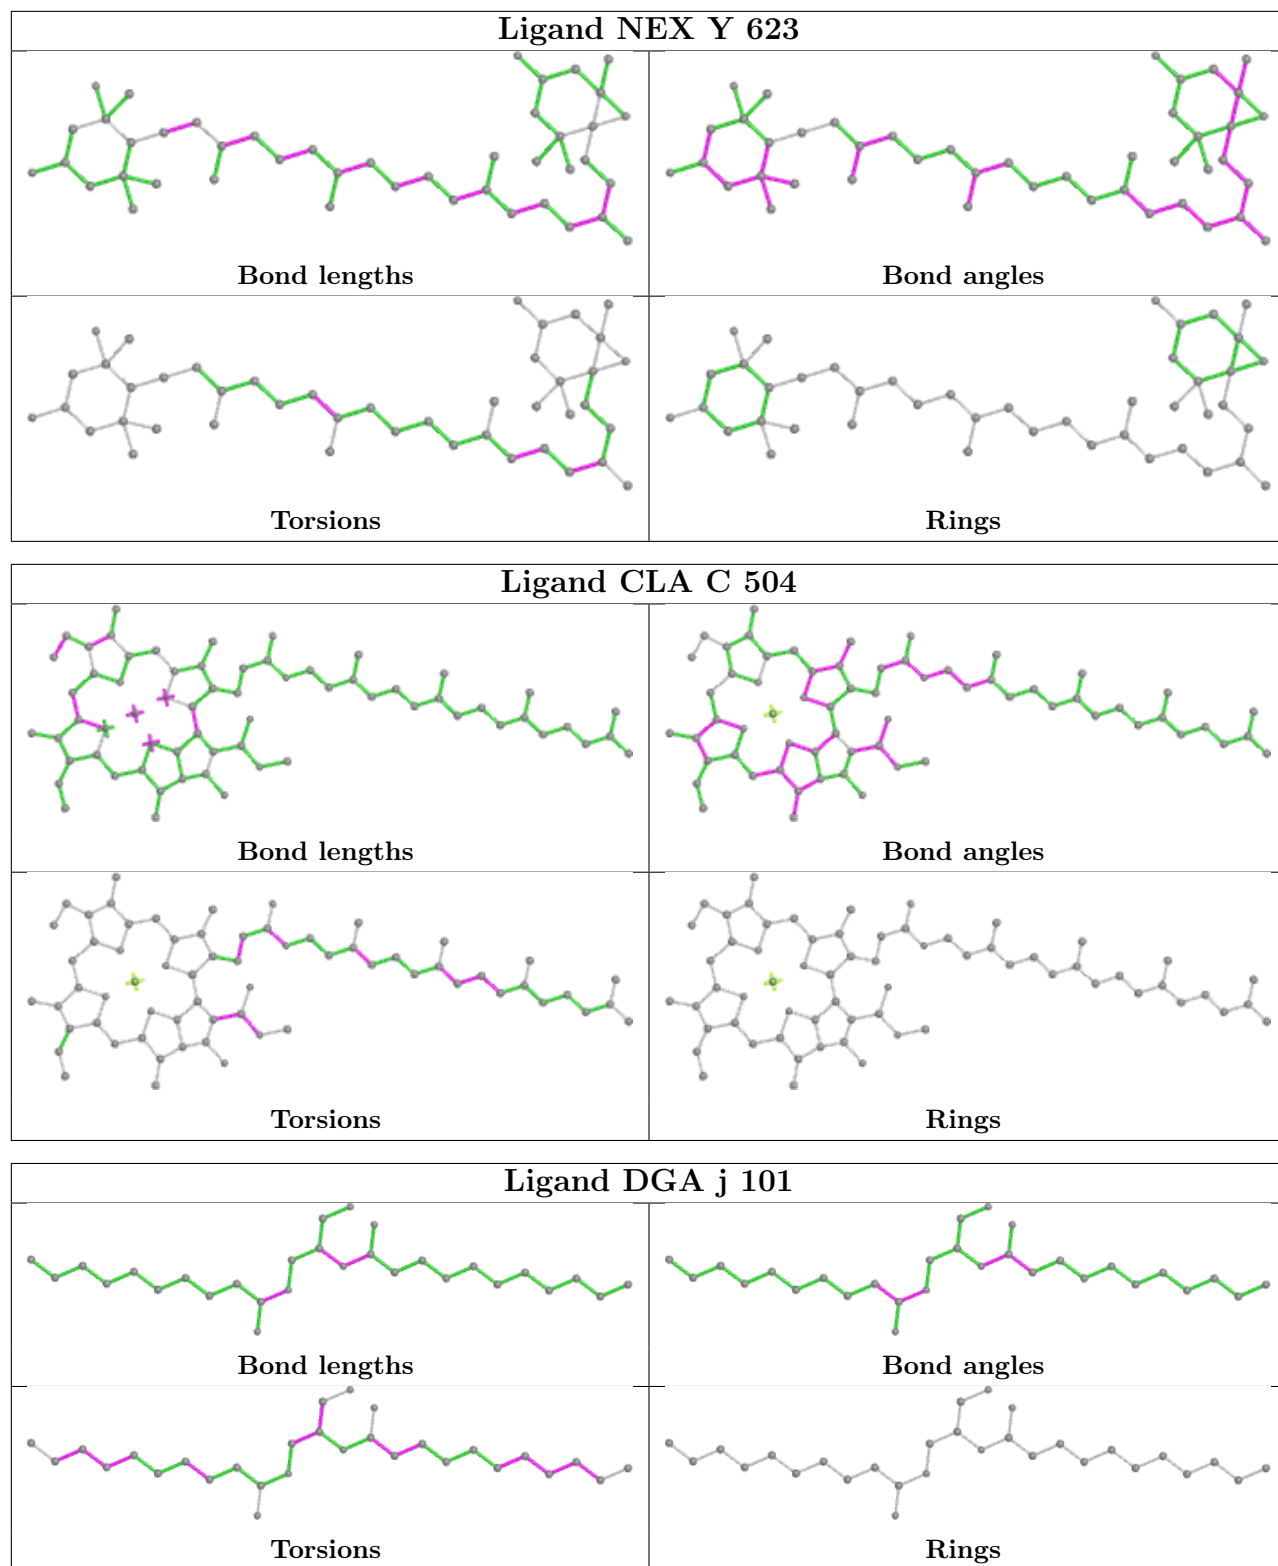 Ligand NEX Y 623
Bond lengths
Bond angles
Torsions
Rings
Ligand CLA C 504
Bond lengths
Bond angles
Torsions
Rings
Ligand DGA j 101
Bond lengths
Bond angles
Torsions
Rings